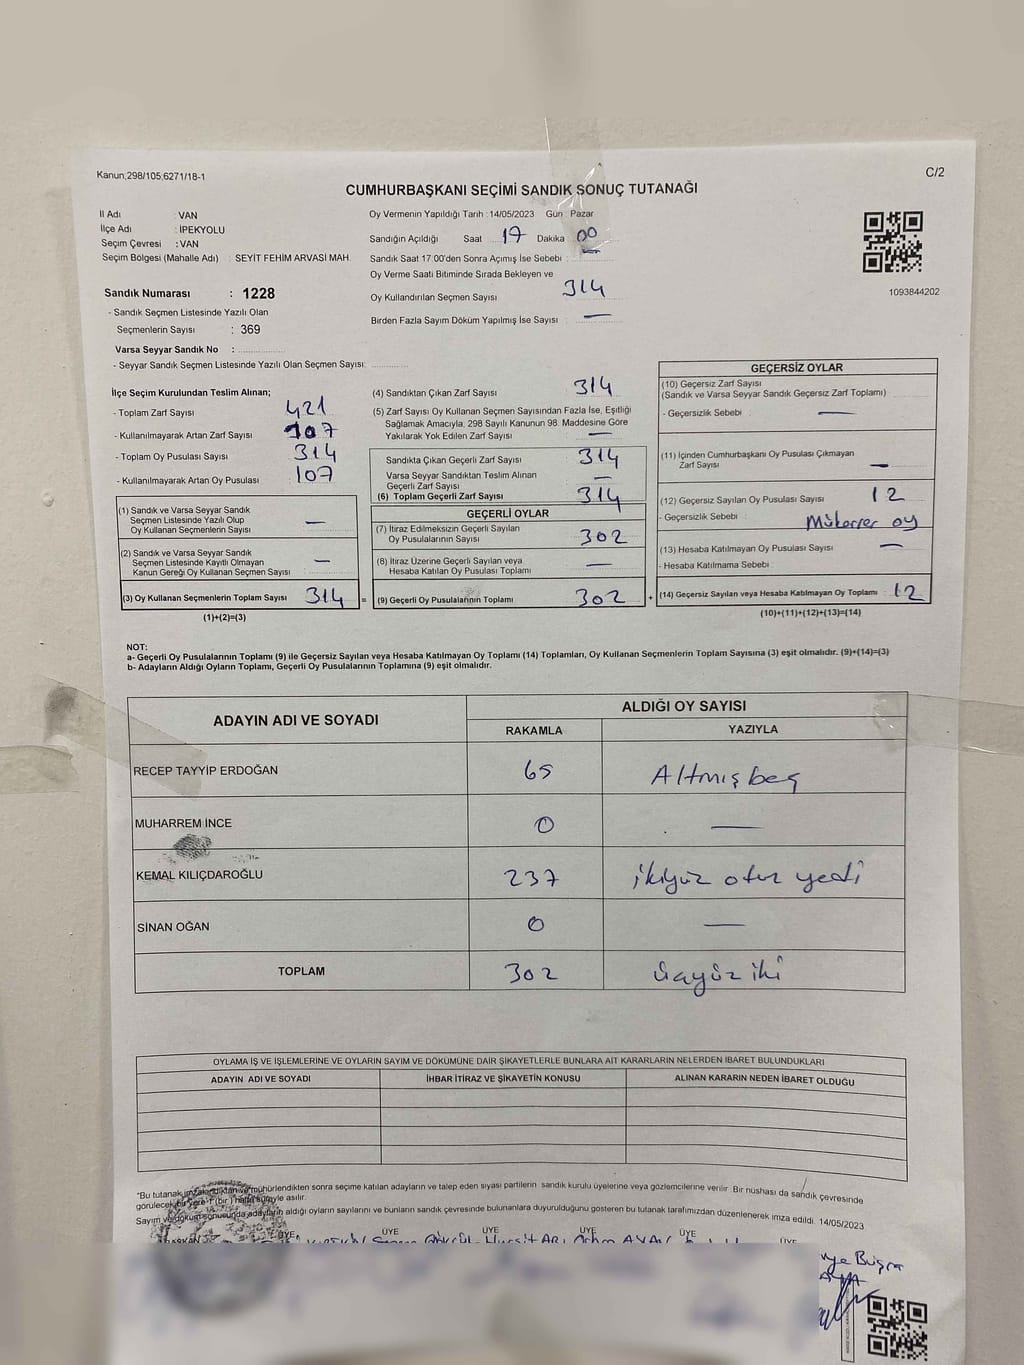 Kanun;298/105;6271/18-1
C/2
CUMHURBAŞKANI SEÇİMİ SANDIK SONUÇ TUTANAĞI
İl Adı : VAN
İlçe Adı : İPEKYOLU
Seçim Çevresi : VAN
Seçim Bölgesi (Mahalle Adı) : SEYİT FEHİM ARVASİ MAH.
Sandık Numarası : 1228
- Sandık Seçmen Listesinde Yazılı Olan
Seçmenlerin Sayısı : 369
Varsa Seyyar Sandık No :
- Seyyar Sandık Seçmen Listesinde Yazılı Olan Seçmen Sayısı:
Oy Vermenin Yapıldığı Tarih : 14/05/2023 Gün : Pazar
Sandığın Açıldığı Saat 17 Dakika 00
Sandık Saat 17:00'den Sonra Açımış İse Sebebi : —
Oy Verme Saati Bitiminde Sırada Bekleyen ve
Oy Kullandırılan Seçmen Sayısı 314
Birden Fazla Sayım Döküm Yapılmış İse Sayısı : —
1093844202
İlçe Seçim Kurulundan Teslim Alınan;
- Toplam Zarf Sayısı : 421
- Kullanılmayarak Artan Zarf Sayısı : 107
- Toplam Oy Pusulası Sayısı : 314
- Kullanılmayarak Artan Oy Pusulası : 107
(1) Sandık ve Varsa Seyyar Sandık
Seçmen Listesinde Yazılı Olup
Oy Kullanan Seçmenlerin Sayısı —
(2) Sandık ve Varsa Seyyar Sandık
Seçmen Listesinde Kayıtlı Olmayan
Kanun Gereği Oy Kullanan Seçmen Sayısı —
(3) Oy Kullanan Seçmenlerin Toplam Sayısı 314 =
(1)+(2)=(3)
(4) Sandıktan Çıkan Zarf Sayısı 314
(5) Zarf Sayısı Oy Kullanan Seçmen Sayısından Fazla İse, Eşitliği
Sağlamak Amacıyla, 298 Sayılı Kanunun 98. Maddesine Göre
Yakılarak Yok Edilen Zarf Sayısı —
Sandıkta Çıkan Geçerli Zarf Sayısı 314
Varsa Seyyar Sandıktan Teslim Alınan
Geçerli Zarf Sayısı —
(6) Toplam Geçerli Zarf Sayısı 314
GEÇERLİ OYLAR
(7) İtiraz Edilmeksizin Geçerli Sayılan
Oy Pusulalarının Sayısı 302
(8) İtiraz Üzerine Geçerli Sayılan veya
Hesaba Katılan Oy Pusulası Toplamı —
(9) Geçerli Oy Pusulalarının Toplamı 302 +
GEÇERSİZ OYLAR
(10) Geçersiz Zarf Sayısı
(Sandık ve Varsa Seyyar Sandık Geçersiz Zarf Toplamı)
- Geçersizlik Sebebi : —
(11) İçinden Cumhurbaşkanı Oy Pusulası Çıkmayan
Zarf Sayısı —
(12) Geçersiz Sayılan Oy Pusulası Sayısı 12
- Geçersizlik Sebebi : Mükerrer oy
(13) Hesaba Katılmayan Oy Pusulası Sayısı —
- Hesaba Katılmama Sebebi :
(14) Geçersiz Sayılan veya Hesaba Katılmayan Oy Toplamı 12
(10)+(11)+(12)+(13)=(14)
NOT:
a- Geçerli Oy Pusulalarının Toplamı (9) ile Geçersiz Sayılan veya Hesaba Katılmayan Oy Toplamı (14) Toplamları, Oy Kullanan Seçmenlerin Toplam Sayısına (3) eşit olmalıdır. (9)+(14)=(3)
b- Adayların Aldığı Oyların Toplamı, Geçerli Oy Pusulalarının Toplamına (9) eşit olmalıdır.
ADAYIN ADI VE SOYADI ALDIĞI OY SAYISI
RAKAMLA YAZIYLA
RECEP TAYYİP ERDOĞAN 65 Altmışbeş
MUHARREM İNCE 0 —
KEMAL KILIÇDAROĞLU 237 ikiyüz otuz yedi
SİNAN OĞAN 0 —
TOPLAM 302 üçyüz iki
OYLAMA İŞ VE İŞLEMLERİNE VE OYLARIN SAYIM VE DÖKÜMÜNE DAİR ŞİKAYETLERLE BUNLARA AİT KARARLARIN NELERDEN İBARET BULUNDUKLARI
ADAYIN ADI VE SOYADI İHBAR İTİRAZ VE ŞİKAYETİN KONUSU ALINAN KARARIN NEDEN İBARET OLDUĞU
*Bu tutanak imzalandıktan ve mühürlendikten sonra seçime katılan adayların ve talep eden siyasi partilerin sandık kurulu üyelerine veya gözlemcilerine verilir. Bir nüshası da sandık çevresinde
görülecek bir yere 1 (bir) hafta süreyle asılır.
Sayım ve döküm sonucunda adayların aldığı oyların sayılarını ve bunların sandık çevresinde bulunanlara duyurulduğunu gösteren bu tutanak tarafımızdan düzenlenerek imza edildi. 14/05/2023
BAŞKAN ÜYE ÜYE ÜYE ÜYE ÜYE ÜYE
Büşra